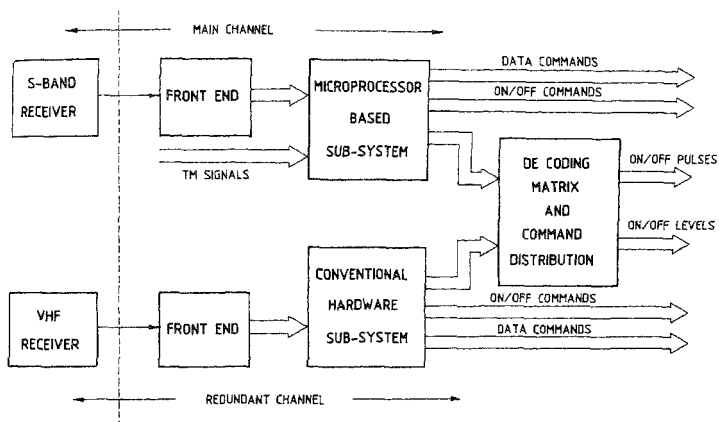 MAIN CHANNEL
S-BAND
RECEIVER
FRONT END
MICROPROCESSOR
BASED
SUB-SYSTEM
DATA COMMANDS
ON/OFF COMMANDS
TM SIGNALS
DE CODING
MATRIX
AND
COMMAND
DISTRIBUTION
ON/OFF PULSES
ON/OFF LEVELS
VHF
RECEIVER
FRONT END
CONVENTIONAL
HARDWARE
SUB-SYSTEM
ON/OFF COMMANDS
DATA COMMANDS
REDUNDANT CHANNEL